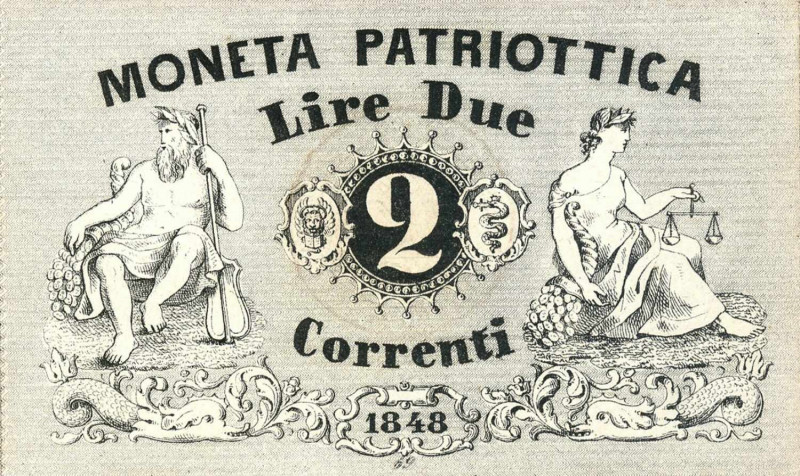 MONETA PATRIOTTICA
Lire Due
2
Correnti
1848